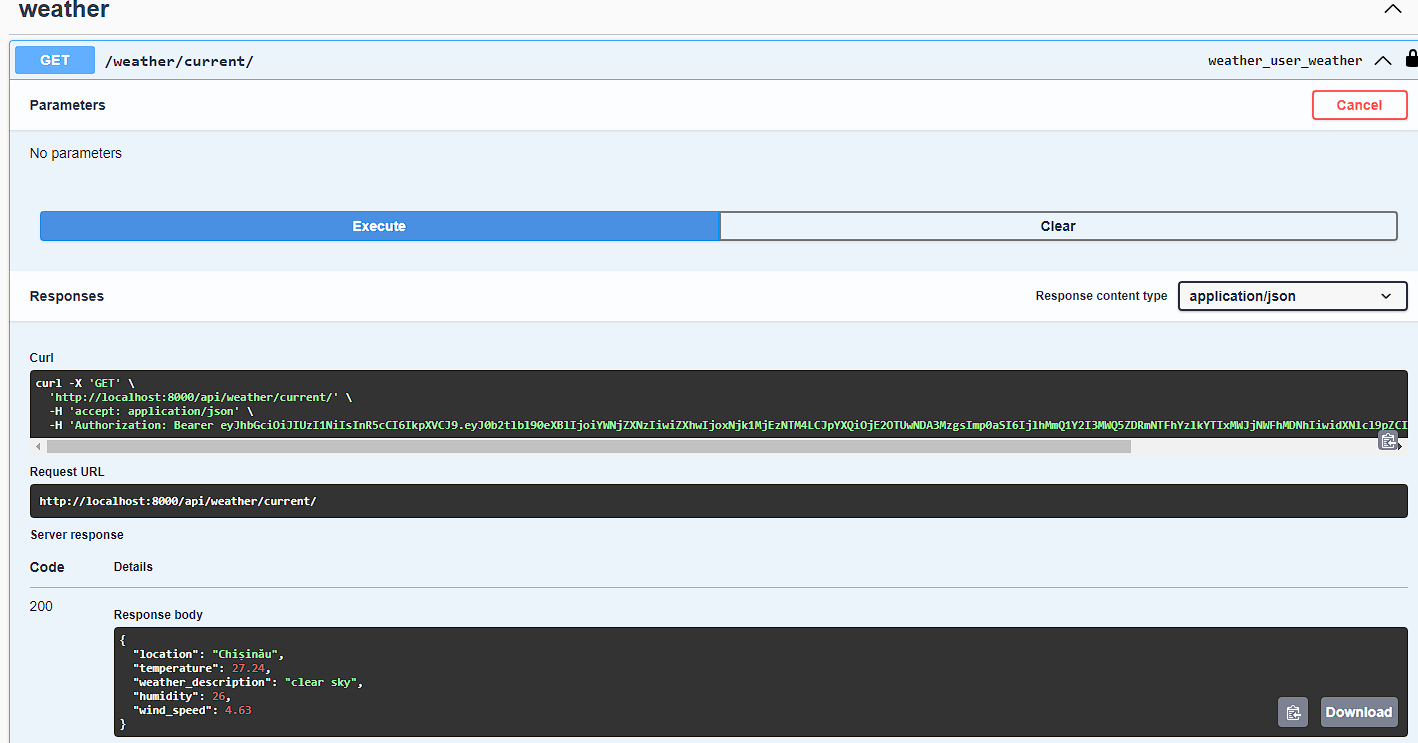 weather
GET /weather/current/ weather_user_weather
Parameters Cancel
No parameters
Execute Clear
Responses Response content type application/json
Curl
curl -X 'GET' \
'http://localhost:8000/api/weather/current/' \
-H 'accept: application/json' \
-H 'Authorization: Bearer
Request URL
http://localhost:8000/api/weather/current/
Server response
Code Details
200
Response body
{
"location": "Chișinău",
"temperature": 27.24,
"weather_description": "clear sky",
"humidity": 26,
"wind_speed": 4.63
}
Download